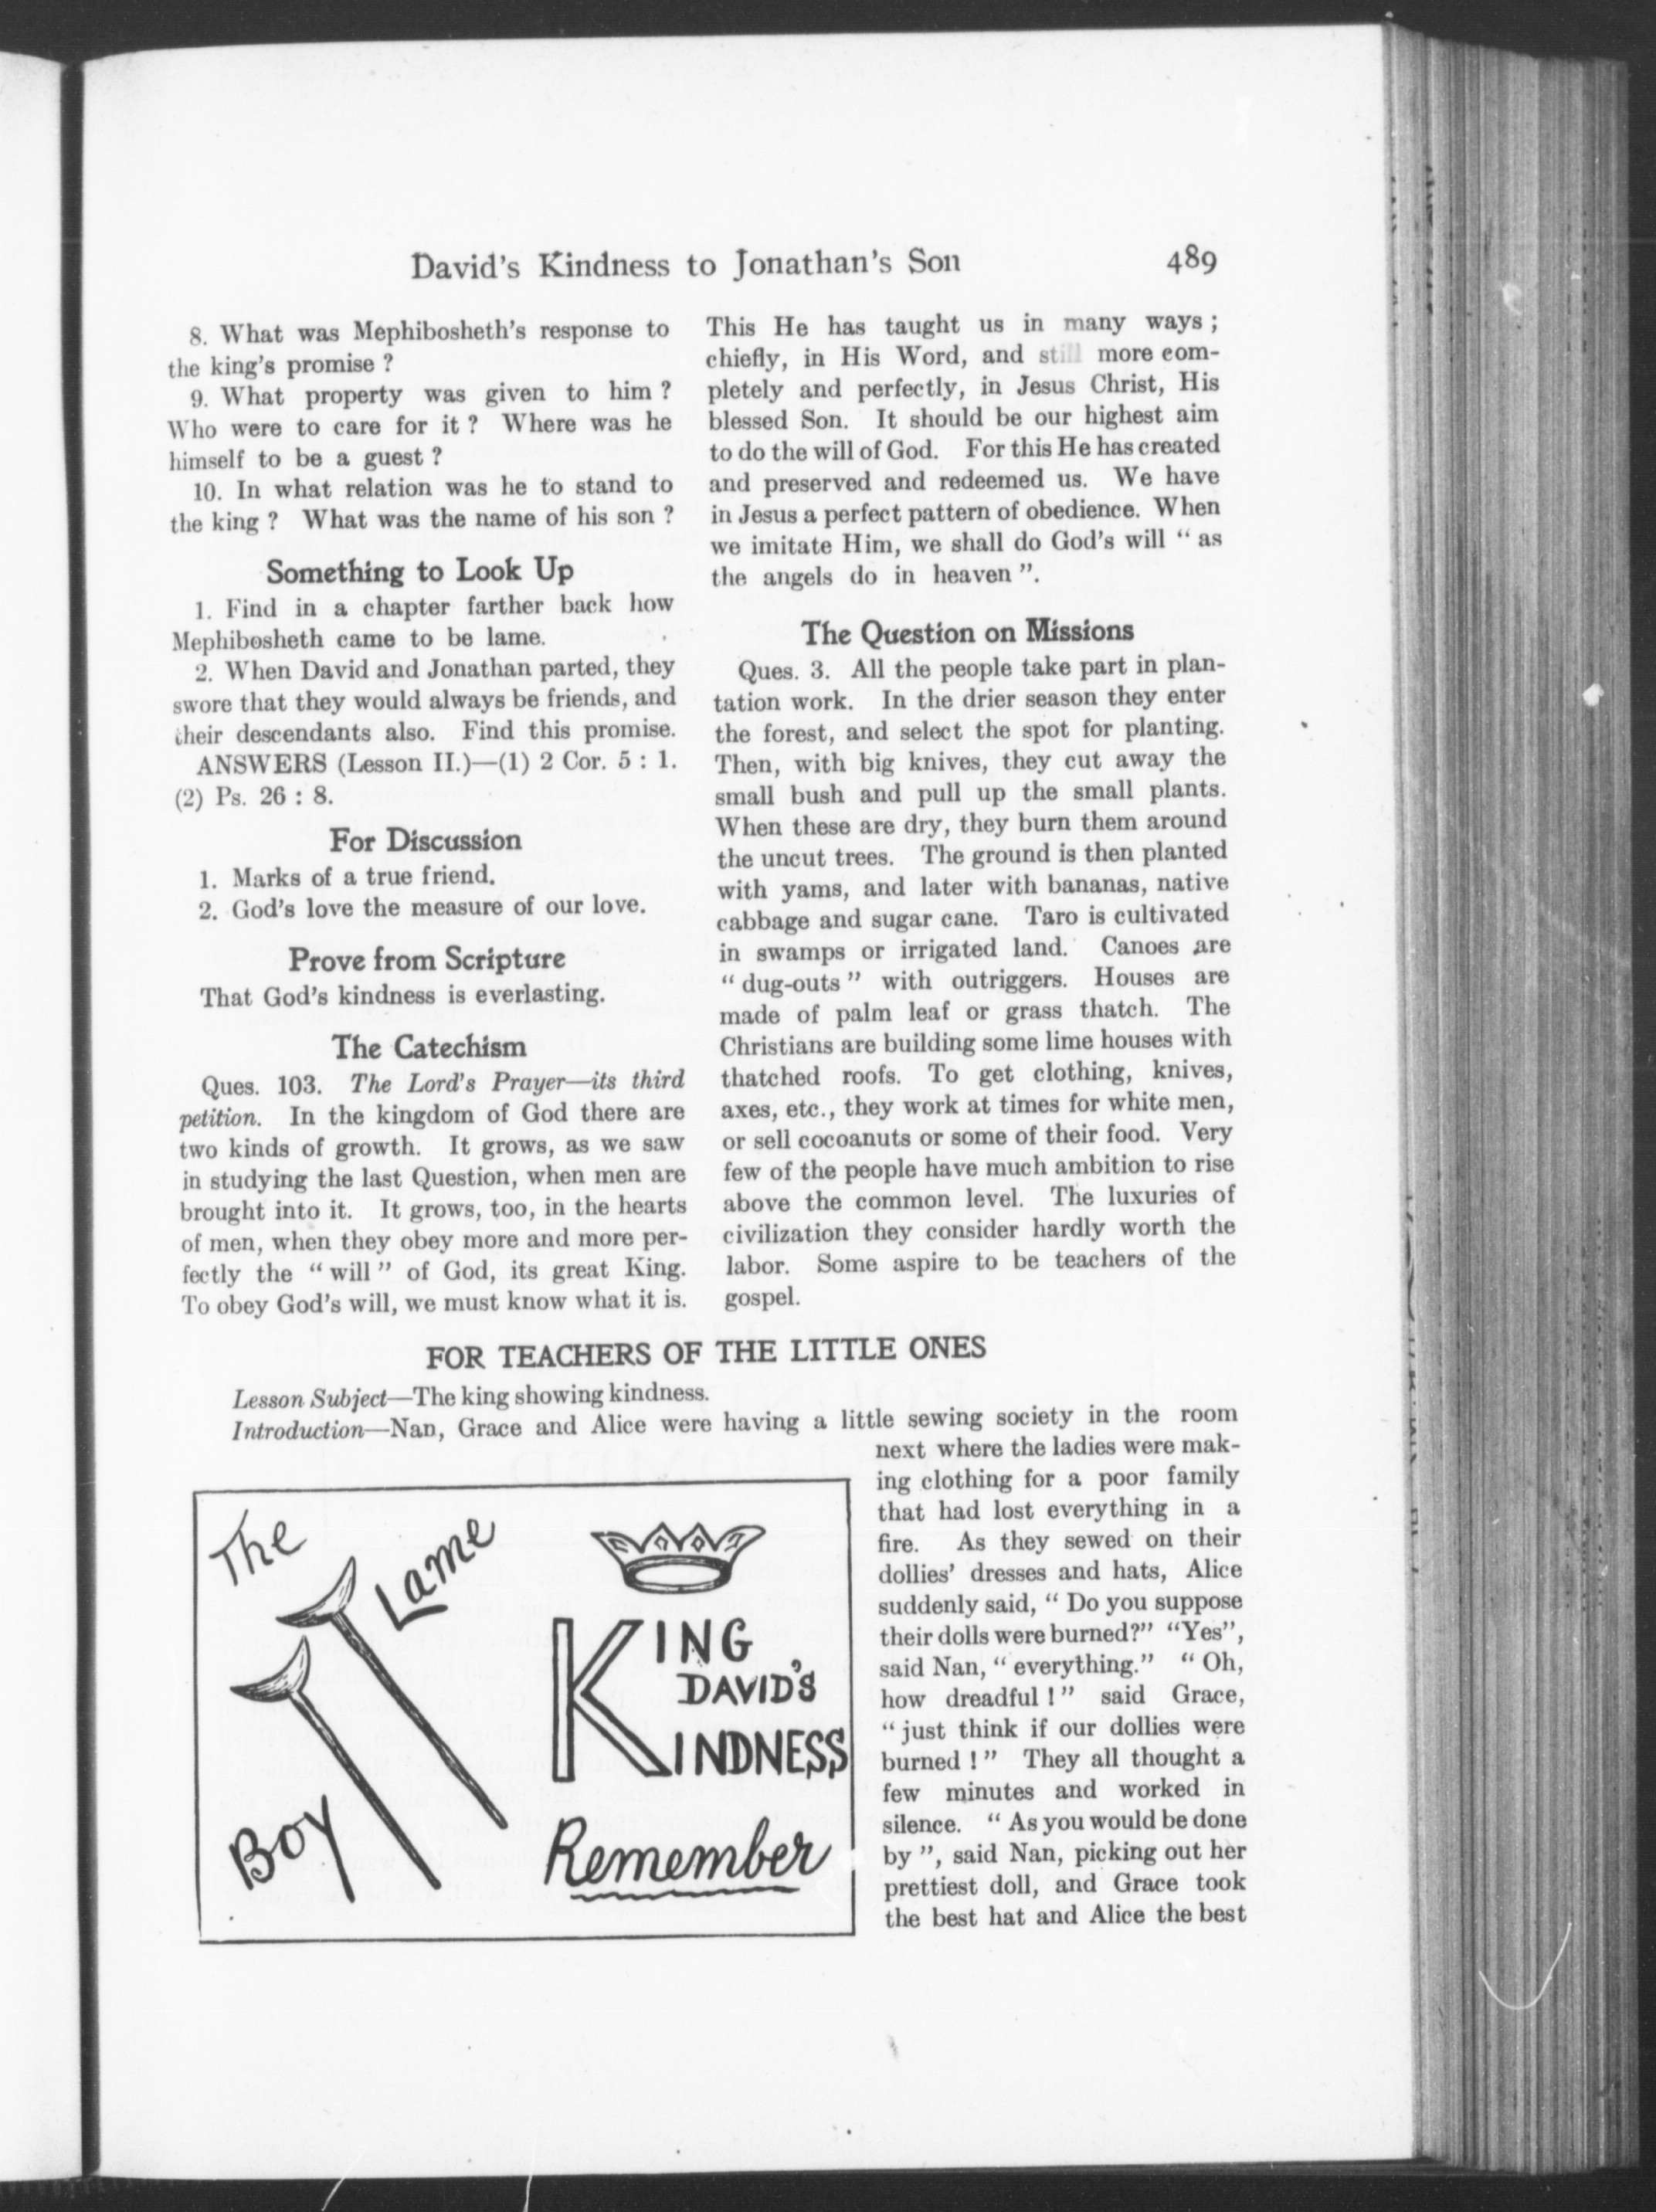 David's Kindness to Jonathan's Son 489
8. What was Mephibosheth's response to
the king's promise ?
9. What property was given to him ?
Who were to care for it ? Where was he
himself to be a guest ?
10. In what relation was he to stand to
the king ? What was the name of his son ?
Something to Look Up
1. Find in a chapter farther back how
Mephibosheth came to be lame.
2. When David and Jonathan parted, they
swore that they would always be friends, and
their descendants also. Find this promise.
ANSWERS (Lesson II.)—(1) 2 Cor. 5 : 1.
(2) Ps. 26 : 8.
For Discussion
1. Marks of a true friend.
2. God's love the measure of our love.
Prove from Scripture
That God's kindness is everlasting.
The Catechism
Ques. 103. The Lord's Prayer—its third
petition. In the kingdom of God there are
two kinds of growth. It grows, as we saw
in studying the last Question, when men are
brought into it. It grows, too, in the hearts
of men, when they obey more and more per-
fectly the " will " of God, its great King.
To obey God's will, we must know what it is.
This He has taught us in many ways ;
chiefly, in His Word, and still more com-
pletely and perfectly, in Jesus Christ, His
blessed Son. It should be our highest aim
to do the will of God. For this He has created
and preserved and redeemed us. We have
in Jesus a perfect pattern of obedience. When
we imitate Him, we shall do God's will " as
the angels do in heaven ".
The Question on Missions
Ques. 3. All the people take part in plan-
tation work. In the drier season they enter
the forest, and select the spot for planting.
Then, with big knives, they cut away the
small bush and pull up the small plants.
When these are dry, they burn them around
the uncut trees. The ground is then planted
with yams, and later with bananas, native
cabbage and sugar cane. Taro is cultivated
in swamps or irrigated land. Canoes are
" dug-outs " with outriggers. Houses are
made of palm leaf or grass thatch. The
Christians are building some lime houses with
thatched roofs. To get clothing, knives,
axes, etc., they work at times for white men,
or sell cocoanuts or some of their food. Very
few of the people have much ambition to rise
above the common level. The luxuries of
civilization they consider hardly worth the
labor. Some aspire to be teachers of the
gospel.
FOR TEACHERS OF THE LITTLE ONES
Lesson Subject—The king showing kindness.
Introduction—Nan, Grace and Alice were having a little sewing society in the room
next where the ladies were mak-
ing clothing for a poor family
that had lost everything in a
fire. As they sewed on their
dollies' dresses and hats, Alice
suddenly said, " Do you suppose
their dolls were burned?" "Yes",
said Nan, " everything." " Oh,
how dreadful ! " said Grace,
" just think if our dollies were
burned ! " They all thought a
few minutes and worked in
silence. " As you would be done
by ", said Nan, picking out her
prettiest doll, and Grace took
the best hat and Alice the best
The
Lame
Boy
KING
DAVID'S
KINDNESS
Remember